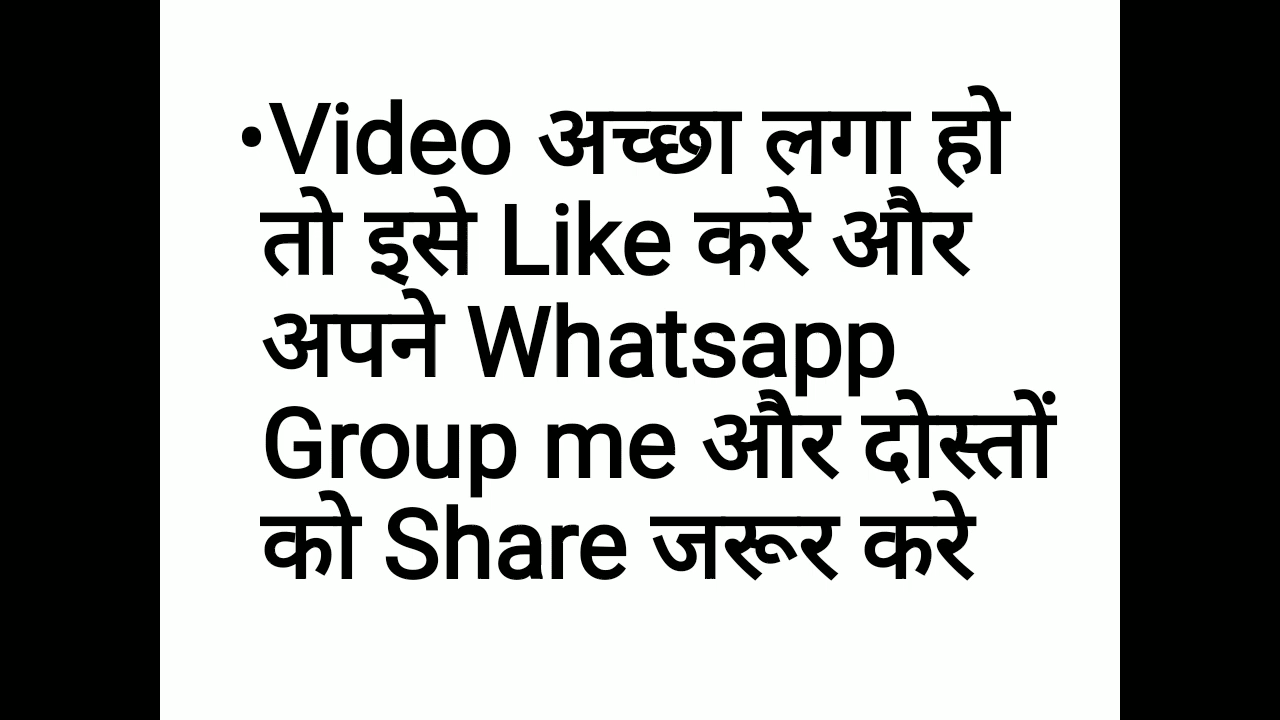 •Video अच्छा लगा हो
तो इसे Like करे और
अपने Whatsapp
Group me और दोस्तों
को Share जरूर करे